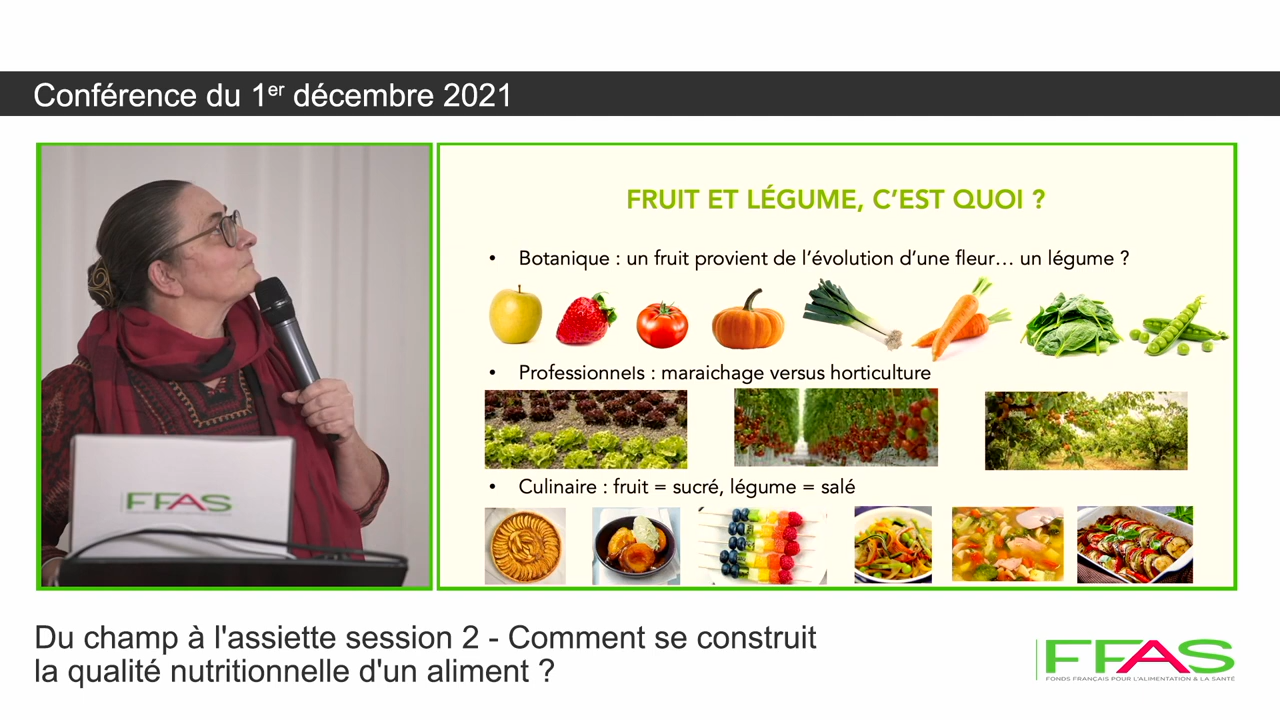 Conférence du 1er décembre 2021
FRUIT ET LÉGUME, C'EST QUOI ?
• Botanique : un fruit provient de l'évolution d'une fleur... un légume ?
• Professionnels : maraichage versus horticulture
• Culinaire : fruit = sucré, légume = salé
FFAS
Du champ à l'assiette session 2 - Comment se construit
la qualité nutritionnelle d'un aliment ?
FFAS
FONDS FRANÇAIS POUR L'ALIMENTATION & LA SANTÉ